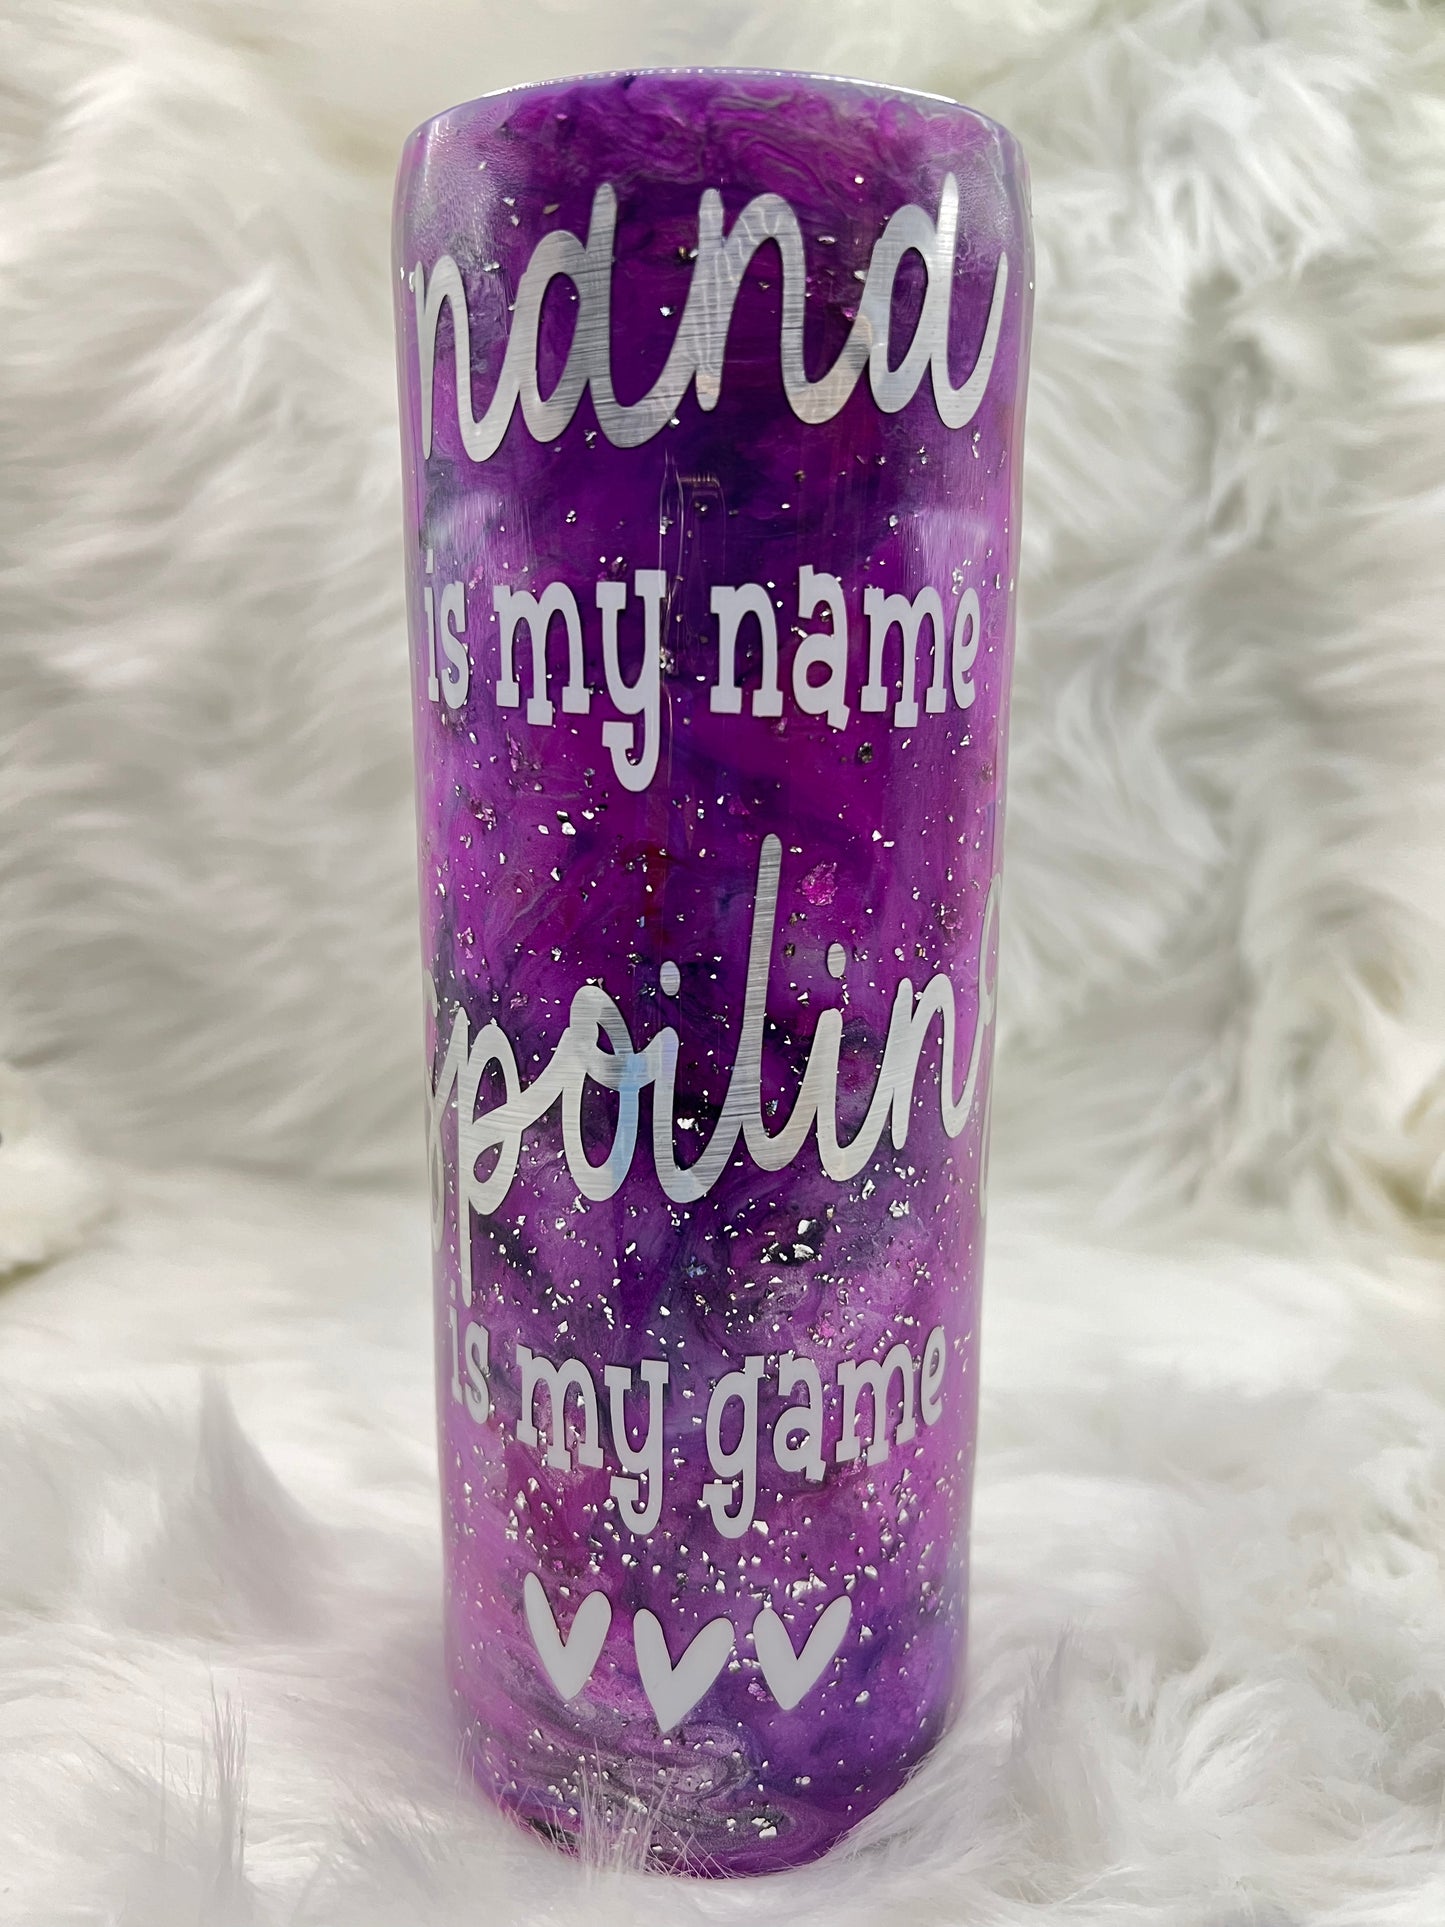 nana
is my name
spoiling
is my game